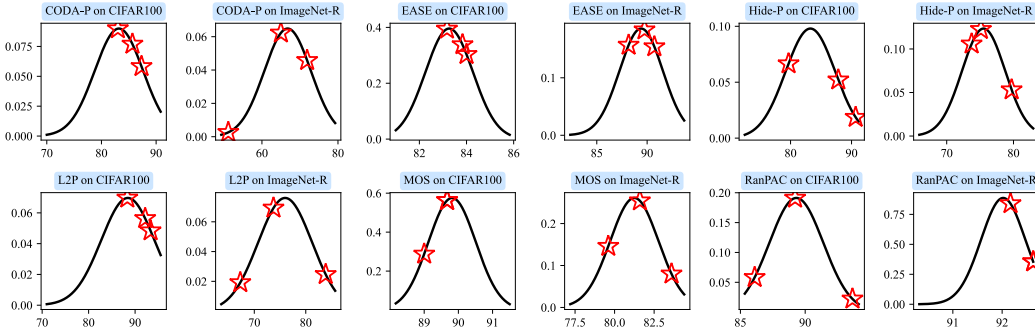 CODA-P on CIFAR100
CODA-P on ImageNet-R
EASE on CIFAR100
EASE on ImageNet-R
Hide-P on CIFAR100
Hide-P on ImageNet-R
0.075
0.050
0.025
0.000
70 80 90
0.06
0.04
0.02
0.00
60 80
0.4
0.2
0.0
82 84 86
0.1
0.0
85 90
0.10
0.05
0.00
80 90
0.10
0.05
0.00
70 80
L2P on CIFAR100
L2P on ImageNet-R
MOS on CIFAR100
MOS on ImageNet-R
RanPAC on CIFAR100
RanPAC on ImageNet-R
0.06
0.04
0.02
0.00
70 80 90
0.06
0.04
0.02
70 80
0.6
0.4
0.2
89 90 91
0.2
0.1
0.0
77.5 80.0 82.5
0.20
0.15
0.10
0.05
85 90
0.75
0.50
0.25
0.00
91 92